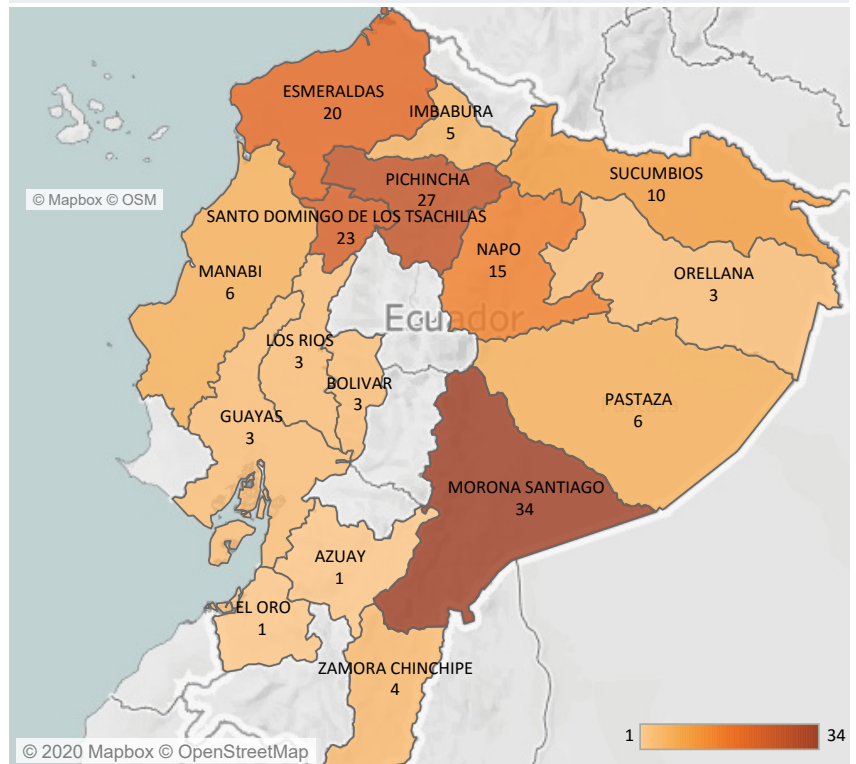 ESMERALDAS
20
IMBABURA
5
© Mapbox © OSM
PICHINCHA
27
SUCUMBIOS
10
SANTO DOMINGO DE LOS TSACHILAS
23
NAPO
15
MANABI
6
ORELLANA
3
Ecuador
LOS RIOS
3
BOLIVAR
3
PASTAZA
6
GUAYAS
3
MORONA SANTIAGO
34
AZUAY
1
EL ORO
1
ZAMORA CHINCHIPE
4
1 34
© 2020 Mapbox © OpenStreetMap